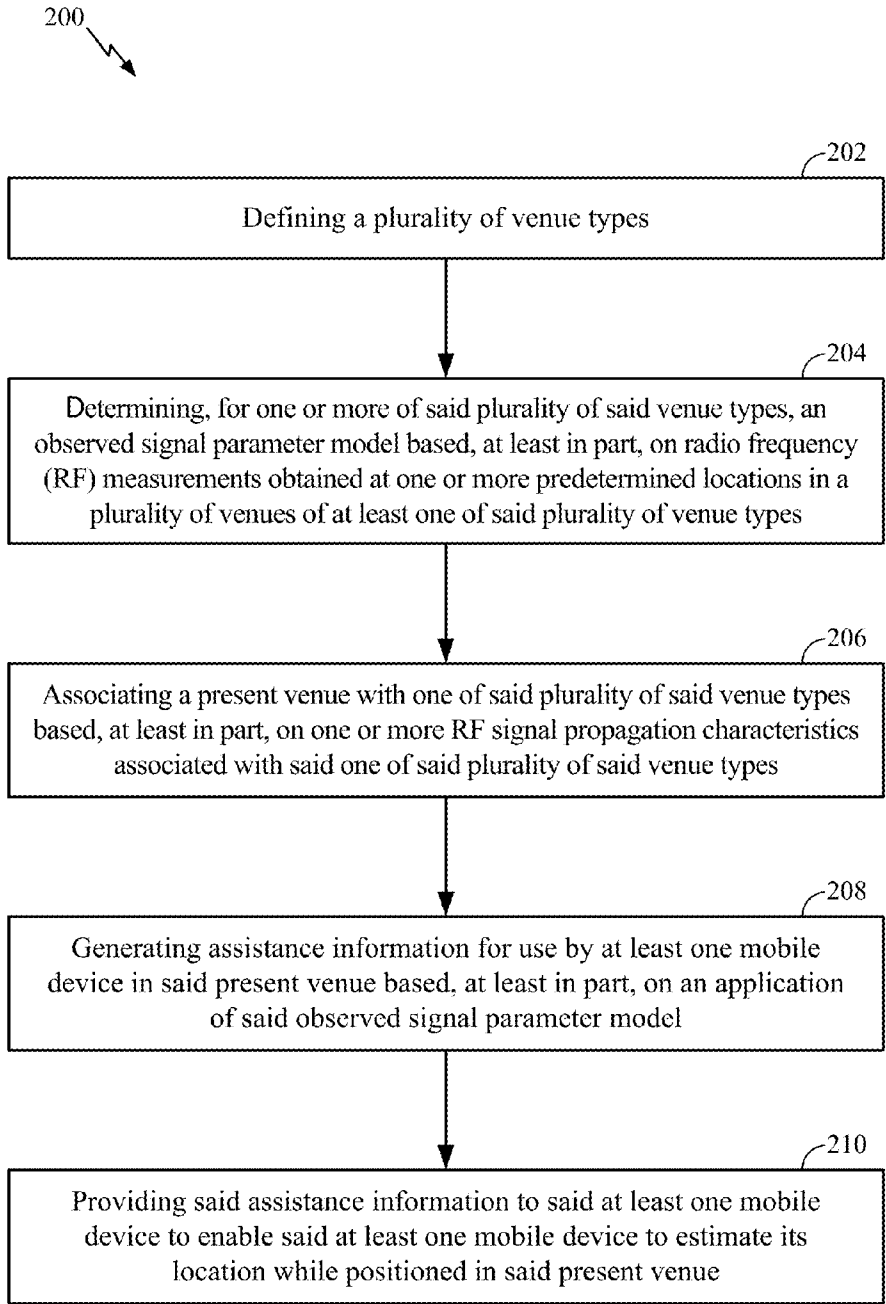 200
202
Defining a plurality of venue types
204
Determining, for one or more of said plurality of said venue types, an
observed signal parameter model based, at least in part, on radio frequency
(RF) measurements obtained at one or more predetermined locations in a
plurality of venues of at least one of said plurality of venue types
206
Associating a present venue with one of said plurality of said venue types
based, at least in part, on one or more RF signal propagation characteristics
associated with said one of said plurality of said venue types
208
Generating assistance information for use by at least one mobile
device in said present venue based, at least in part, on an application
of said observed signal parameter model
210
Providing said assistance information to said at least one mobile
device to enable said at least one mobile device to estimate its
location while positioned in said present venue